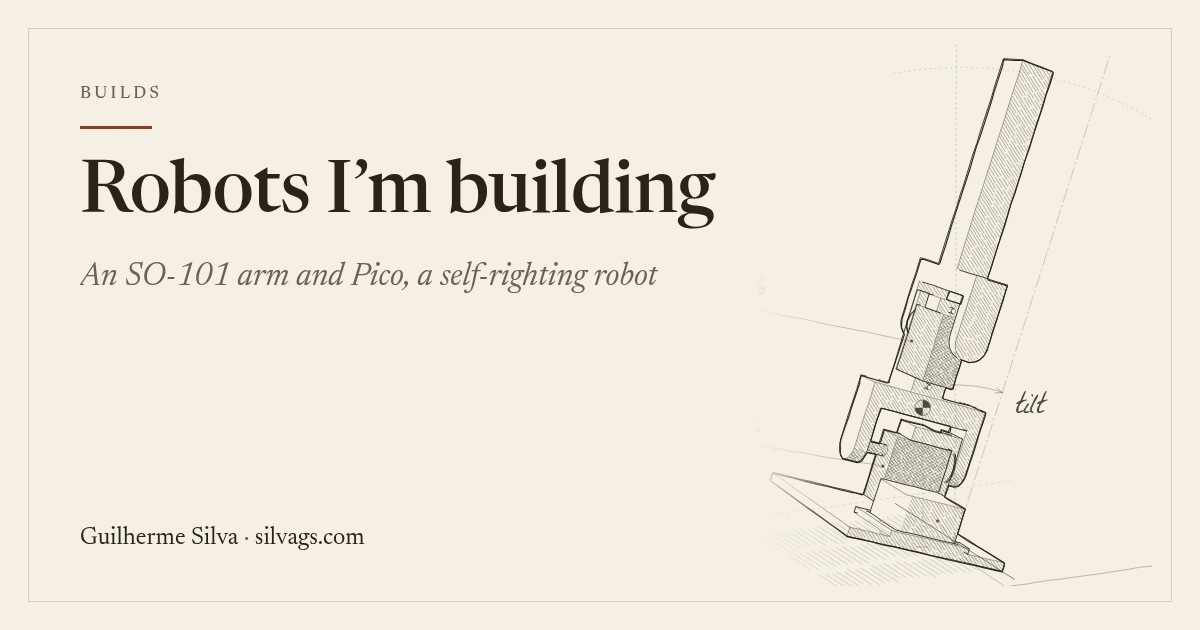 BUILDS
Robots I’m building
An SO-101 arm and Pico, a self-righting robot
tilt
Guilherme Silva · silvags.com